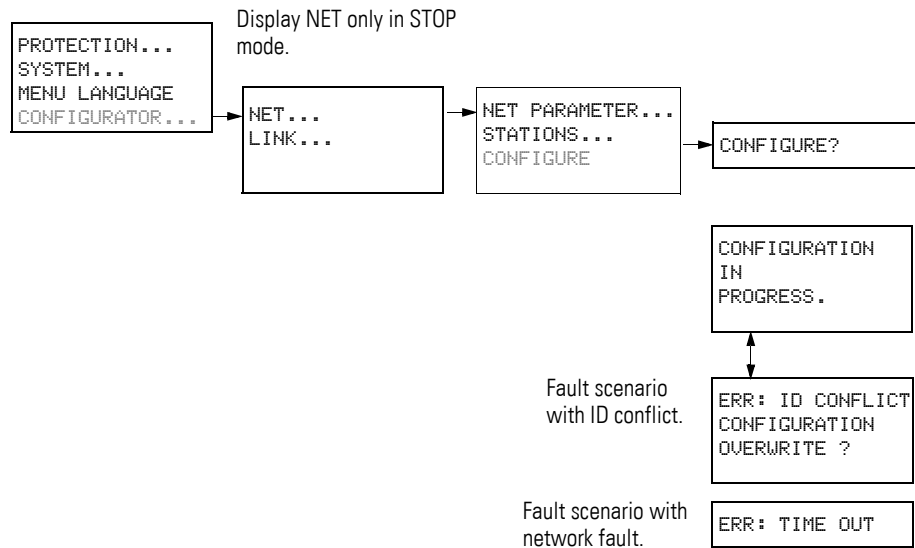 Display NET only in STOP
mode.
PROTECTION...
SYSTEM...
MENU LANGUAGE
CONFIGURATOR...
NET...
LINK...
NET PARAMETER...
STATIONS...
CONFIGURE
CONFIGURE?
CONFIGURATION
IN
PROGRESS.
Fault scenario
with ID conflict.
ERR: ID CONFLICT
CONFIGURATION
OVERWRITE ?
Fault scenario with
network fault.
ERR: TIME OUT